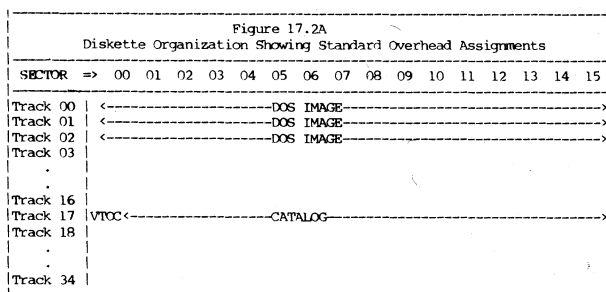 Figure 17.2A
Diskette Organization Showing Standard Overhead Assignments
SECTOR => 00 01 02 03 04 05 06 07 08 09 10 11 12 13 14 15
Track 00 | <--------------------DOS IMAGE-------------------------------->
Track 01 | <--------------------DOS IMAGE-------------------------------->
Track 02 | <--------------------DOS IMAGE-------------------------------->
Track 03 |
.
.
Track 16 |
Track 17 |VTOC<-----------------CATALOG---------------------------------->
Track 18 |
.
.
Track 34 |